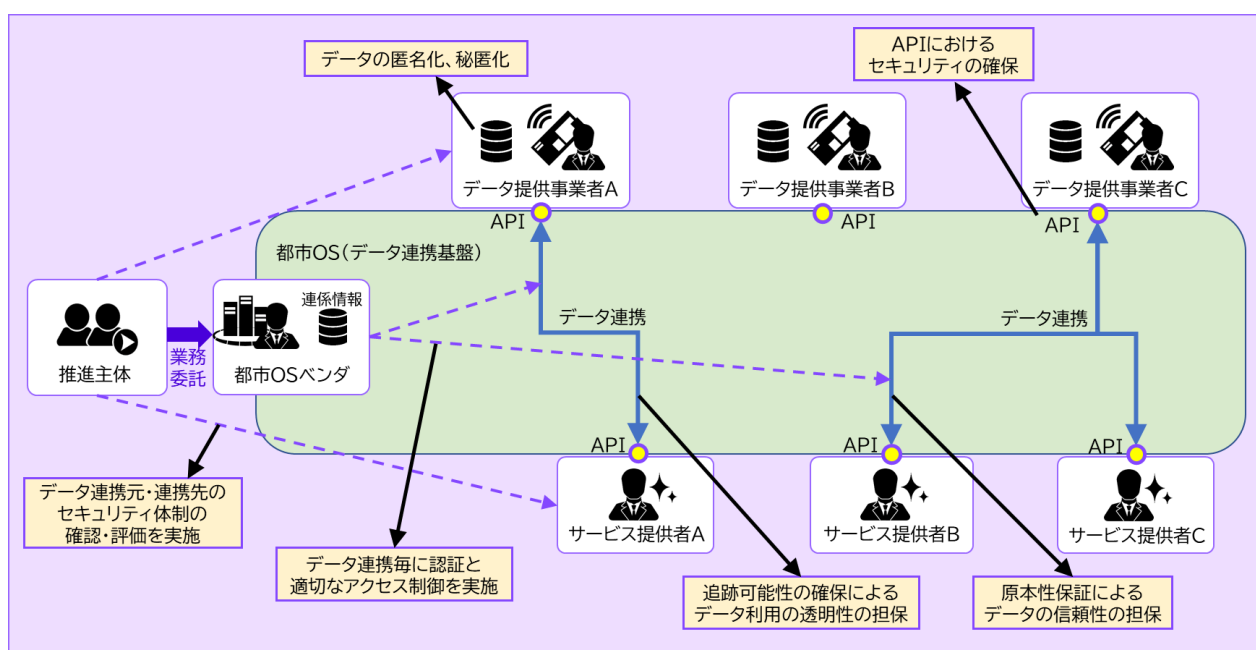 データの匿名化、秘匿化
APIにおける
セキュリティの確保
データ提供事業者A
データ提供事業者B
データ提供事業者C
API
API
API
都市OS(データ連携基盤)
連係情報
データ連携
データ連携
推進主体
業務
委託
都市OSベンダ
API
API
API
サービス提供者A
サービス提供者B
サービス提供者C
データ連携元・連携先の
セキュリティ体制の
確認・評価を実施
データ連携毎に認証と
適切なアクセス制御を実施
追跡可能性の確保による
データ利用の透明性の担保
原本性保証による
データの信頼性の担保